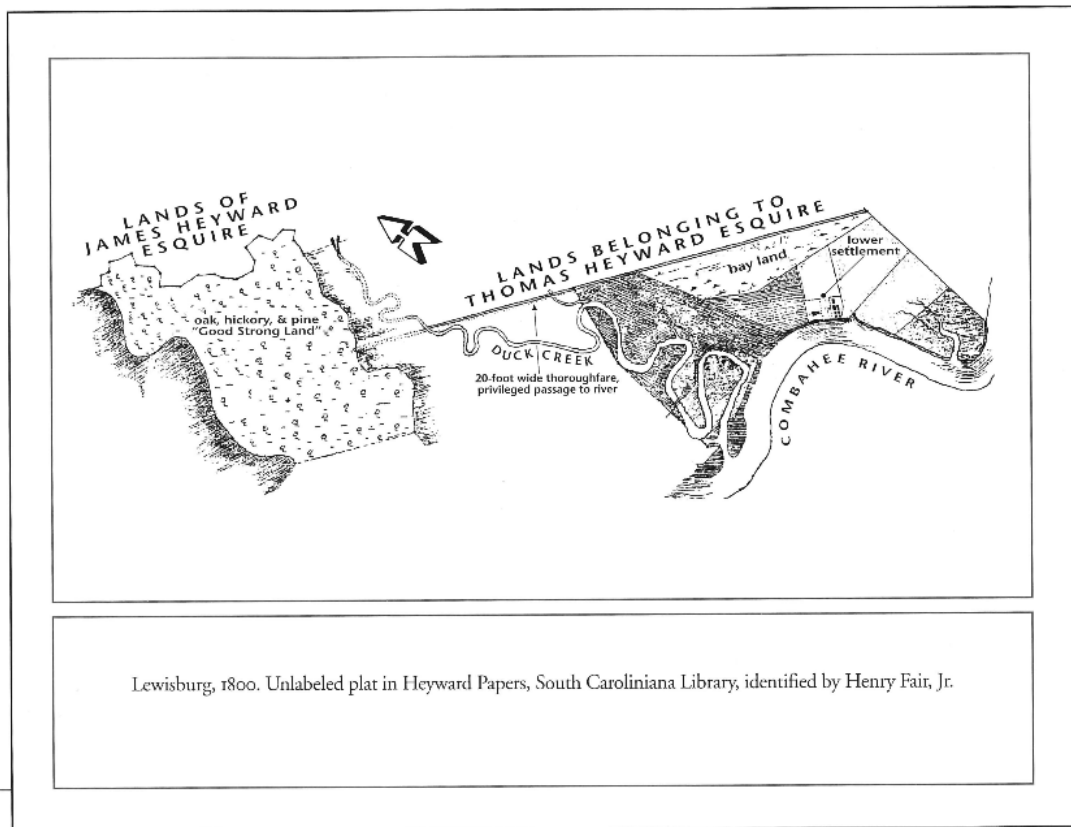 LANDS OF
JAMES HEYWARD
ESQUIRE
oak, hickory, & pine
"Good Strong Land"
LANDS BELONGING TO
THOMAS HEYWARD ESQUIRE
bay land
lower
settlement
DUCK CREEK
20-foot wide thoroughfare,
privileged passage to river
COMBAHEE RIVER
Lewisburg, 1800. Unlabeled plat in Heyward Papers, South Caroliniana Library, identified by Henry Fair, Jr.